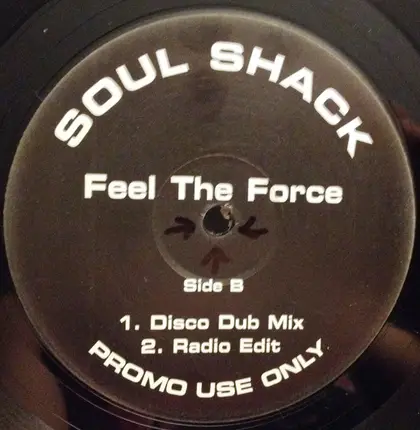 SOUL SHACK
Feel The Force
Side B
1. Disco Dub Mix
2. Radio Edit
PROMO USE ONLY